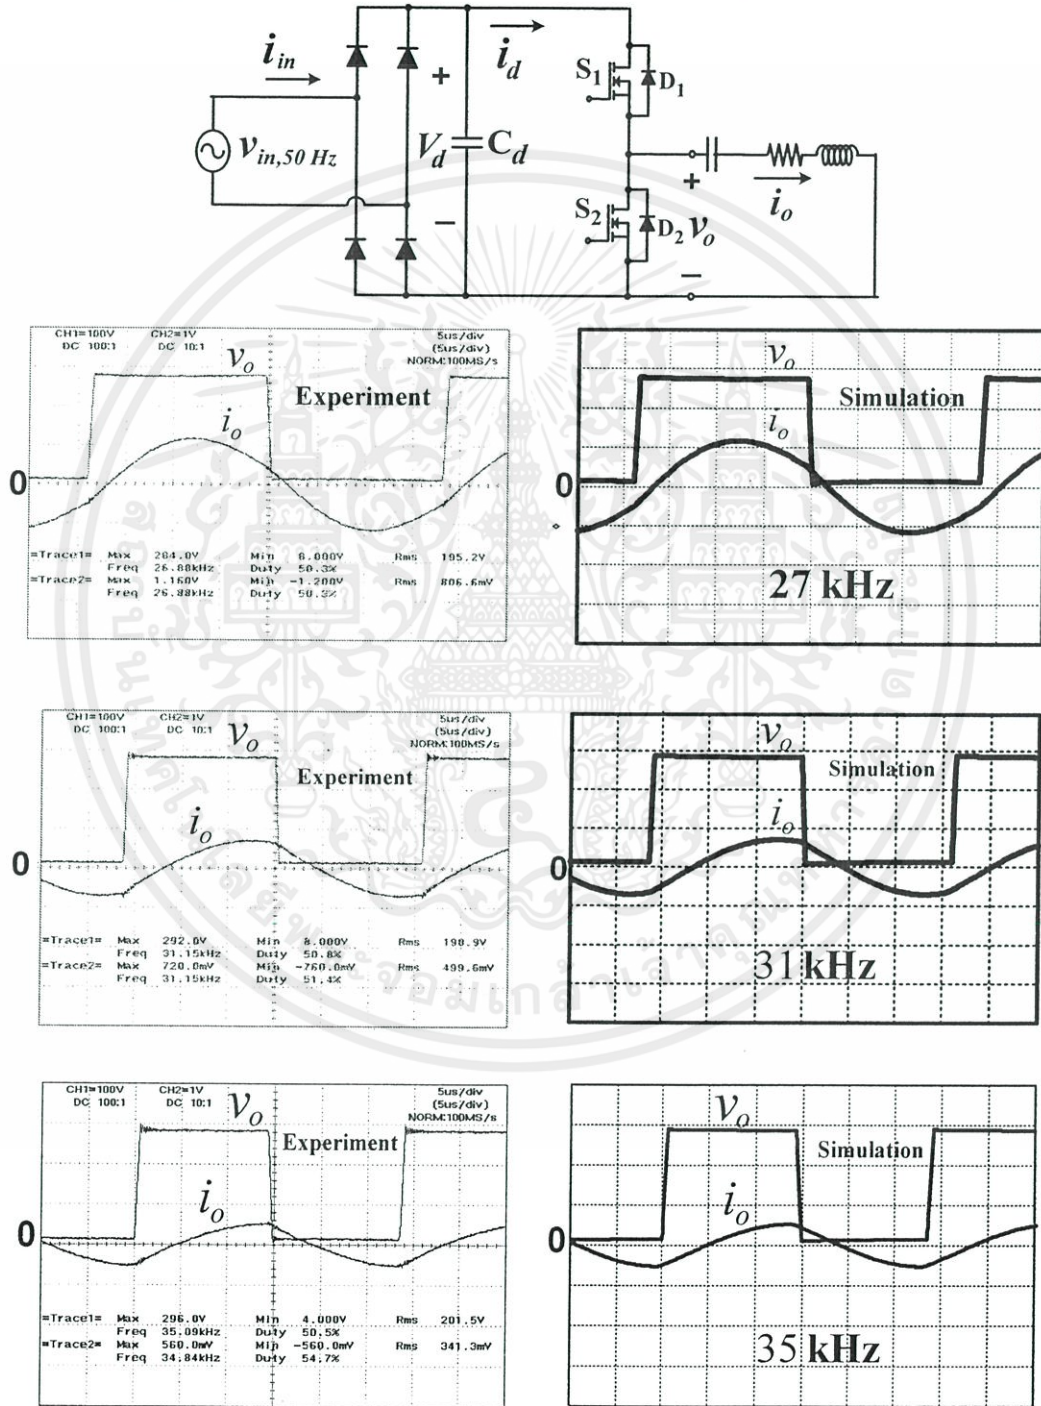 i_in
i_d
S_1
D_1
v_in,50 Hz
+
V_d
C_d
−
+
i_o
S_2
D_2
v_o
−
CH1=100V CH2=1V 5us/div
DC 100:1 DC 10:1 (5us/div)
NORM:100MS/s
v_o
Experiment
i_o
0
=Trace1= Max 284.0V Min 8.000V Rms 195.2V
Freq 26.88kHz Duty 50.3%
=Trace2= Max 1.160V Min -1.200V Rms 806.6mV
Freq 26.88kHz Duty 50.3%
v_o
Simulation
i_o
0
27 kHz
CH1=100V CH2=1V 5us/div
DC 100:1 DC 10:1 (5us/div)
NORM:100MS/s
v_o
Experiment
i_o
0
=Trace1= Max 292.0V Min 8.000V Rms 198.9V
Freq 31.15kHz Duty 50.8%
=Trace2= Max 720.0mV Min -760.0mV Rms 499.6mV
Freq 31.15kHz Duty 51.4%
v_o
Simulation
i_o
0
31 kHz
CH1=100V CH2=1V 5us/div
DC 100:1 DC 10:1 (5us/div)
NORM:100MS/s
v_o
Experiment
i_o
0
=Trace1= Max 296.0V Min 4.000V Rms 201.5V
Freq 35.09kHz Duty 50.5%
=Trace2= Max 560.0mV Min -560.0mV Rms 341.3mV
Freq 34.84kHz Duty 54.7%
v_o
Simulation
i_o
0
35 kHz